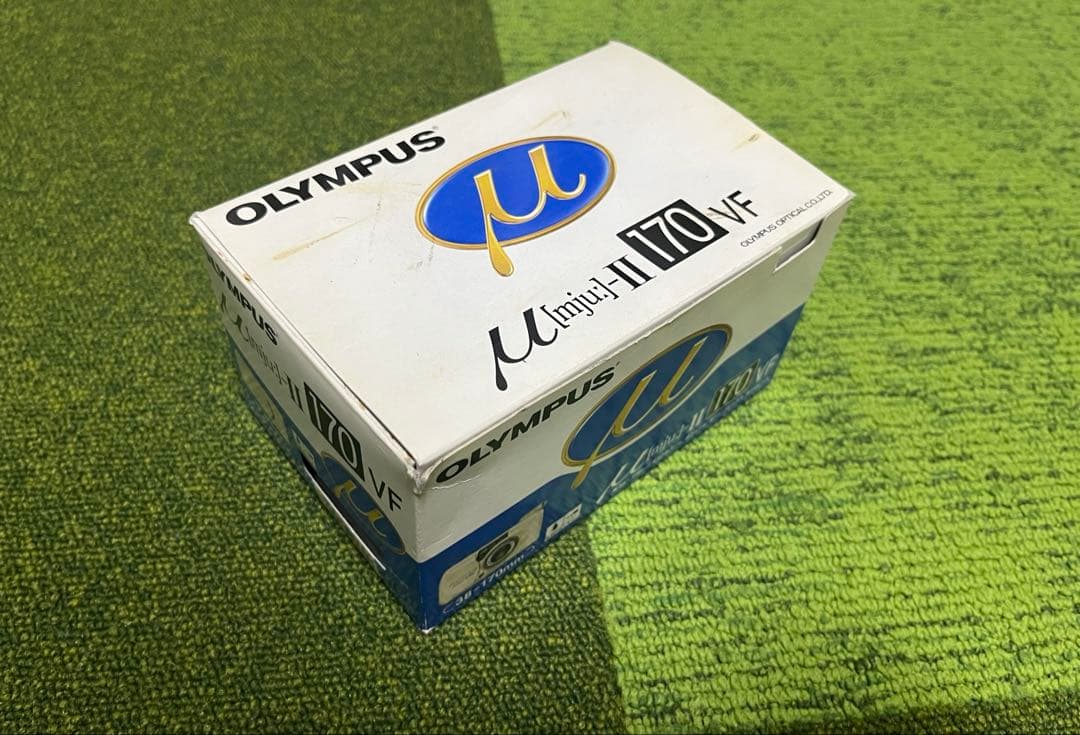 OLYMPUS®
μ
μ[mju:]-II 170 VF
OLYMPUS OPTICAL CO.,LTD.
OLYMPUS®
μ
μ[mju:]-II 170 VF
38-170mm
OLYMPUS
μ[mju:]-II 170 VF
μ